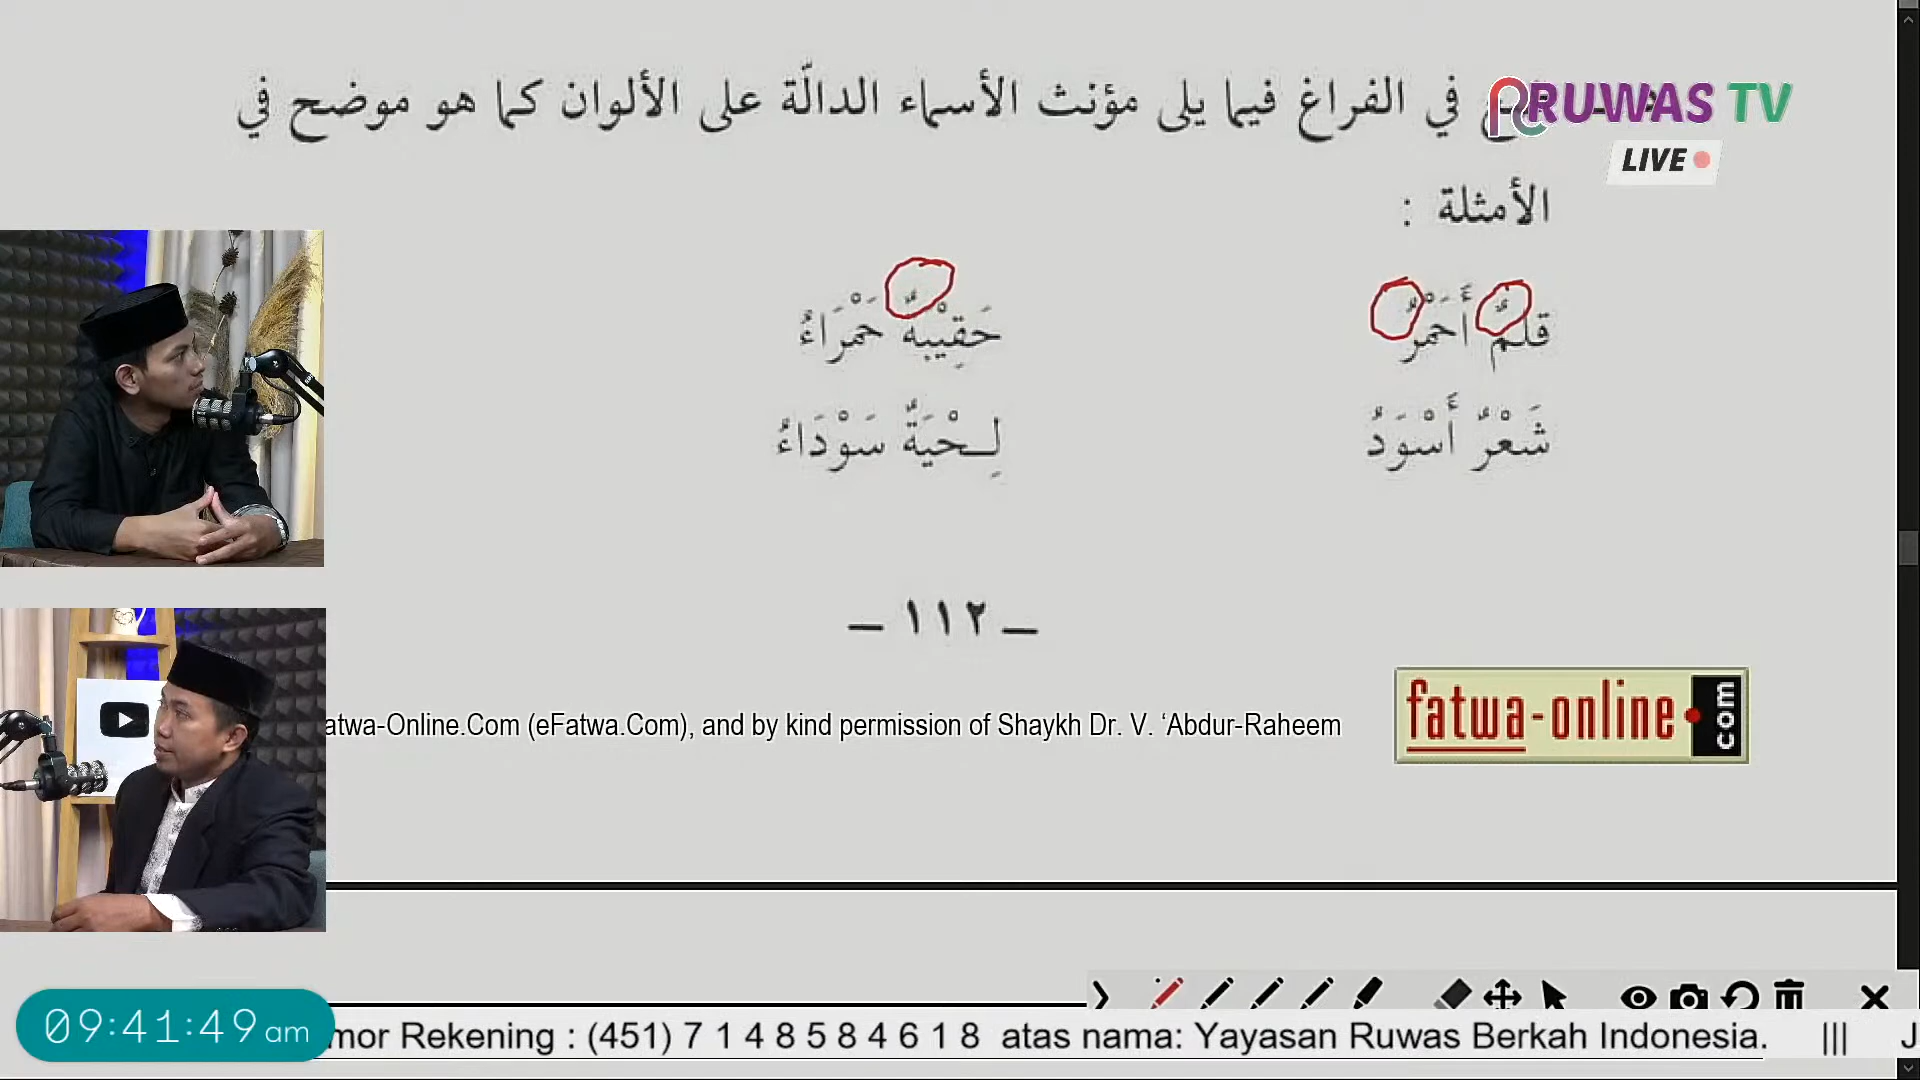 في الفراغ فيما يلى مؤنث الأسماء الدالّة على الألوان كما هو موضح في
RUWAS TV
LIVE
الأمثلة :
قلمٌ أَحْمَرُ
حَقِيْبِهٌ حَمْرَاءُ
شَعْرٌ أَسْوَدُ
لِحْيَةٌ سَوْدَاءُ
– ١١٢ –
atwa-Online.Com (eFatwa.Com), and by kind permission of Shaykh Dr. V. ‘Abdur-Raheem
fatwa-online.com
09:41:49 am
mor Rekening : (451) 7 1 4 8 5 8 4 6 1 8 atas nama: Yayasan Ruwas Berkah Indonesia. ||| J